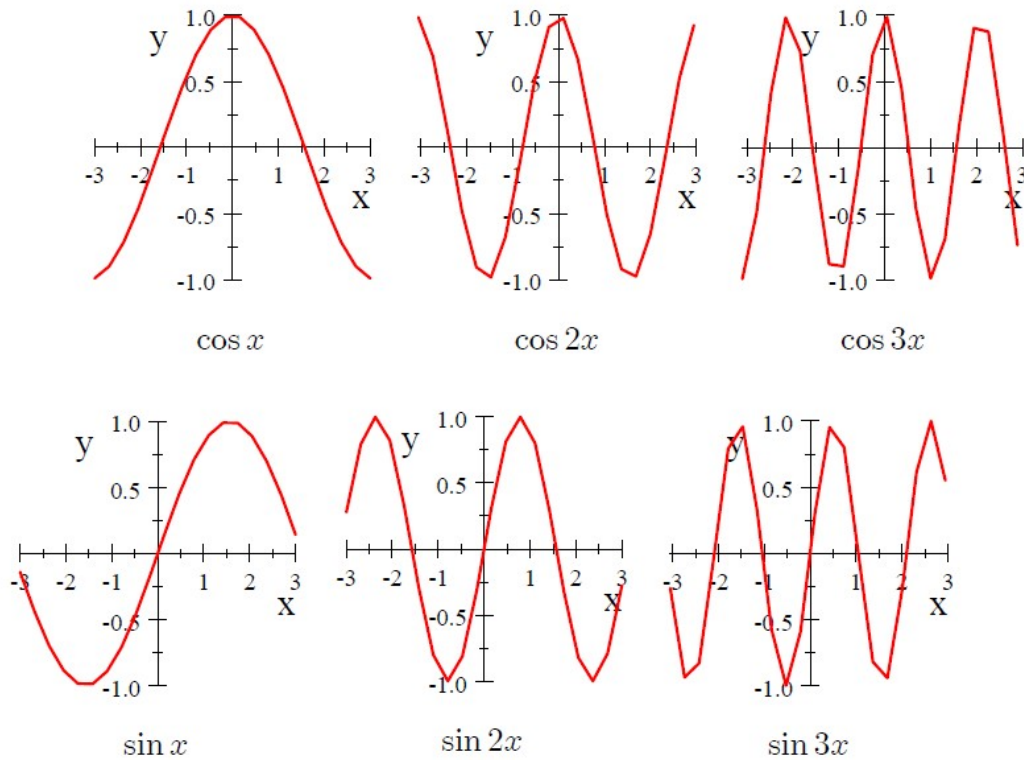 y 1.0 y 1.0 y 1.0
0.5 0.5 0.5
-3 -2 -1 1 2 3 -3 -2 -1 1 2 3 -3 -2 -1 1 2 3
x x x
-0.5 -0.5 -0.5
-1.0 -1.0 -1.0
cos x cos 2x cos 3x
y 1.0 y 1.0 y 1.0
0.5 0.5 0.5
-3 -2 -1 1 2 3 -3 -2 -1 1 2 3 -3 -2 -1 1 2 3
x x x
-0.5 -0.5 -0.5
-1.0 -1.0 -1.0
sin x sin 2x sin 3x